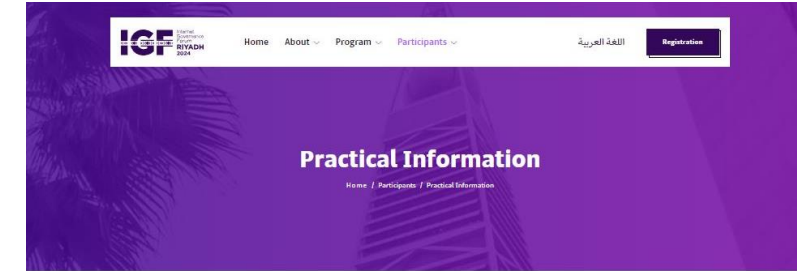 IGF
Internet
Governance
Forum
RIYADH
2024
Home
About
Program
Participants
اللغة العربية
Registration
Practical Information
Home / Participants / Practical Information